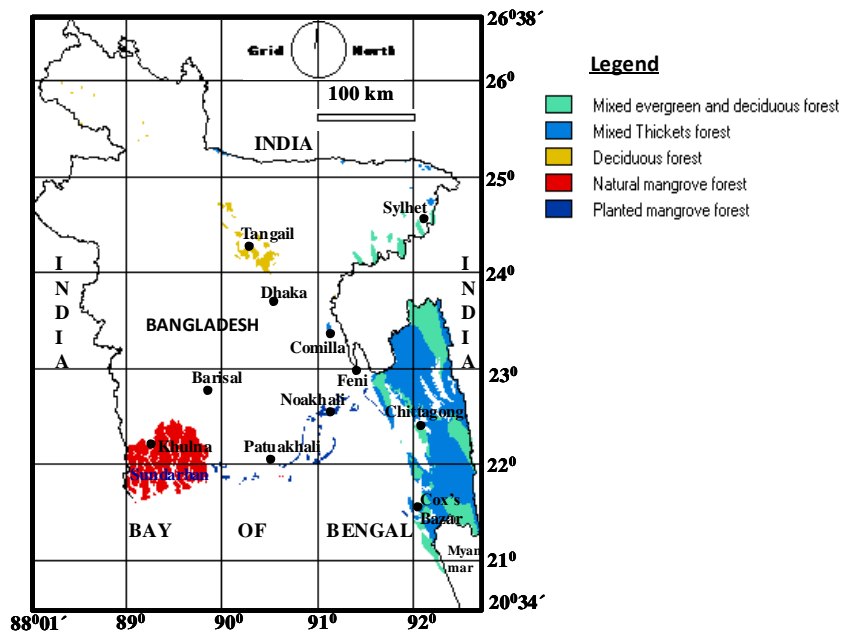 26⁰38´
Grid North
26⁰
100 km
INDIA
25⁰
Sylhet
Tangail
24⁰
INDIA
INDIA
Dhaka
BANGLADESH
Comilla
23⁰
Feni
Barisal
Noakhali
Chittagong
Khulna
Patuakhali
22⁰
Sundarban
Cox's
Bazar
BAY OF BENGAL
Myan
mar
21⁰
20⁰34´
88⁰01´ 89⁰ 90⁰ 91⁰ 92⁰
Legend
Mixed evergreen and deciduous forest
Mixed Thickets forest
Deciduous forest
Natural mangrove forest
Planted mangrove forest